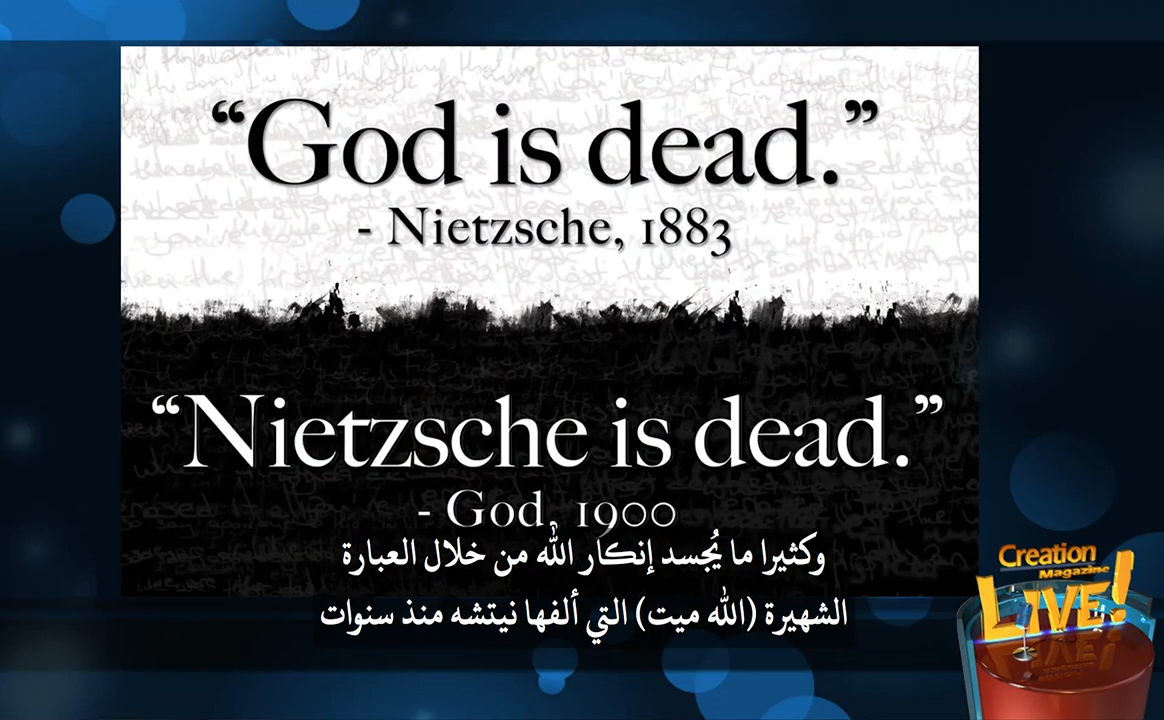 “God is dead.”
- Nietzsche, 1883
“Nietzsche is dead.”
- God, 1900
وكثيرا ما يُجسد إنكار الله من خلال العبارة
الشهيرة (الله ميت) التي ألفها نيتشه منذ سنوات
Creation
Magazine
LIVE!